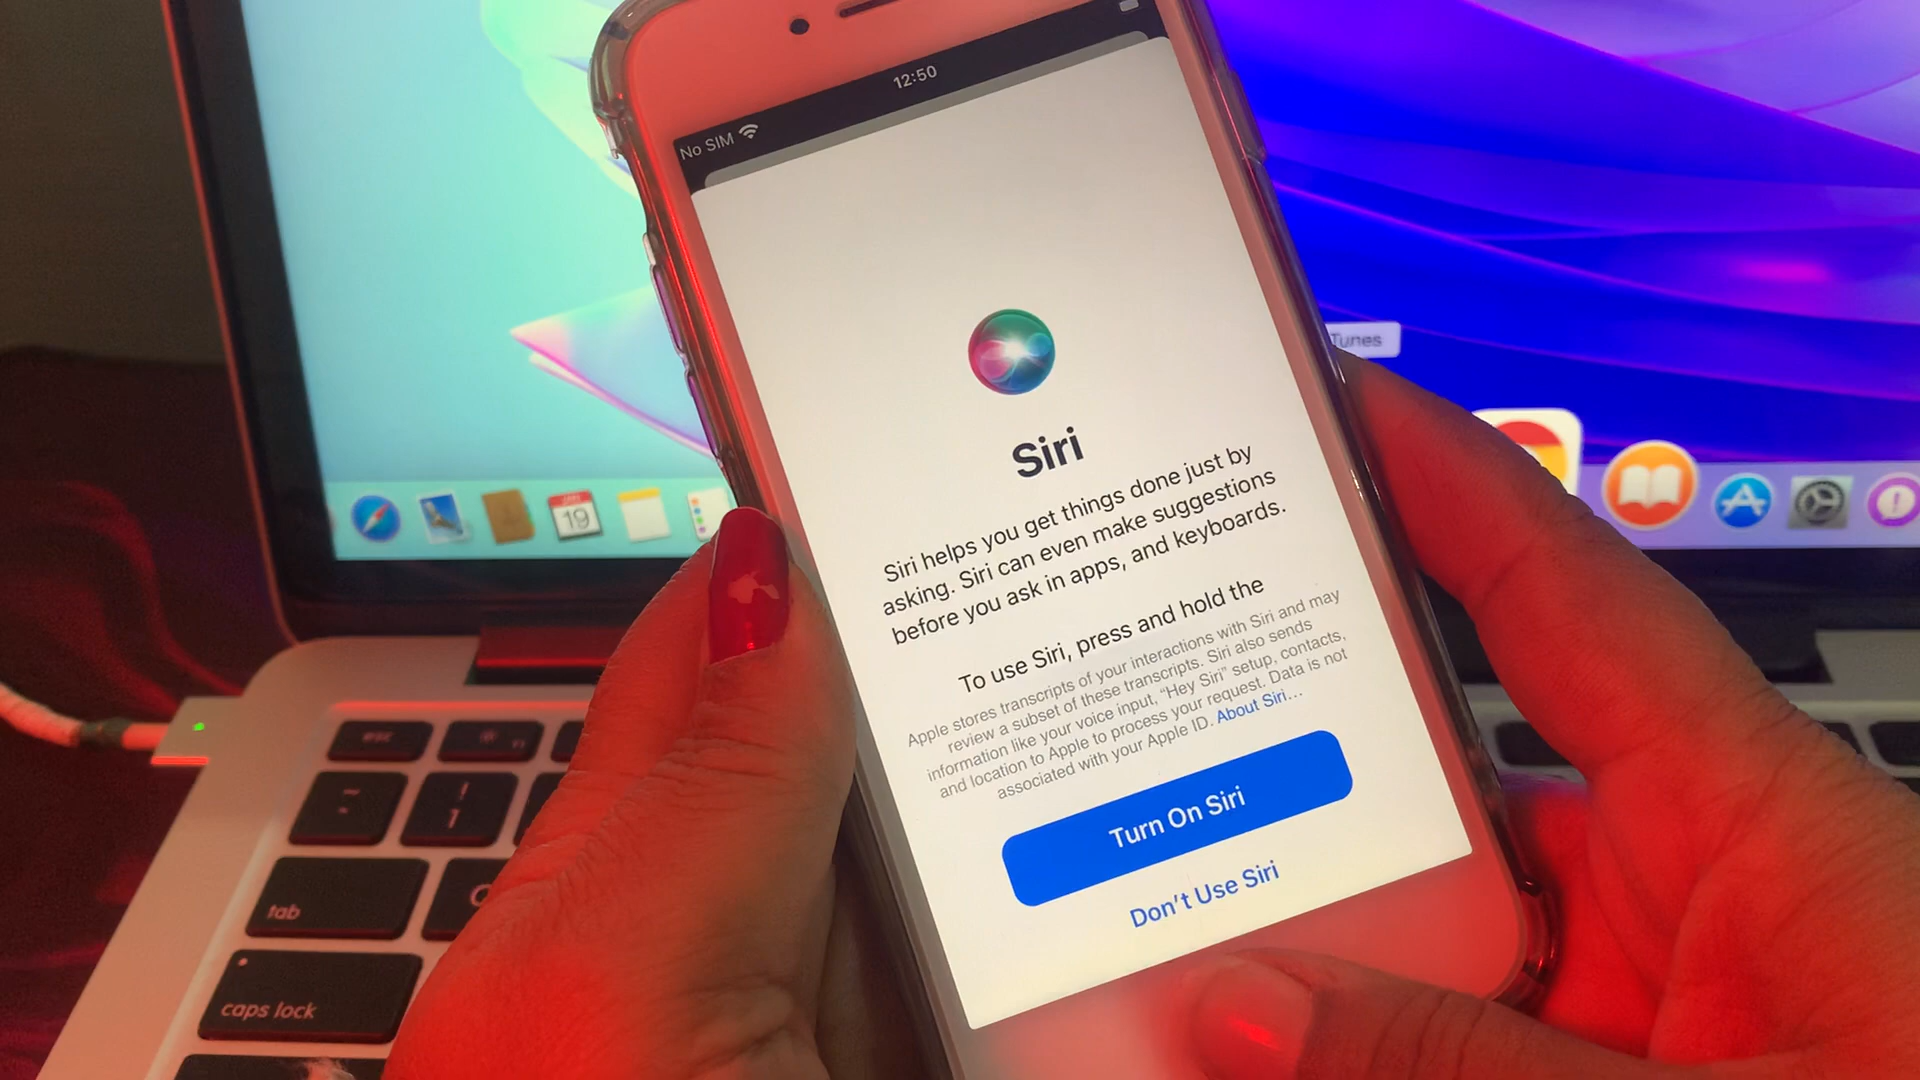 12:50
No SIM
Siri
Siri helps you get things done just by
asking. Siri can even make suggestions
before you ask in apps, and keyboards.
To use Siri, press and hold the
Apple stores transcripts of your interactions with Siri and may
review a subset of these transcripts. Siri also sends
information like your voice input, “Hey Siri” setup, contacts,
and location to Apple to process your request. Data is not
associated with your Apple ID. About Siri…
Turn On Siri
Don’t Use Siri
Tunes
JAN
19
esc
F1
~
!
1
tab
caps lock